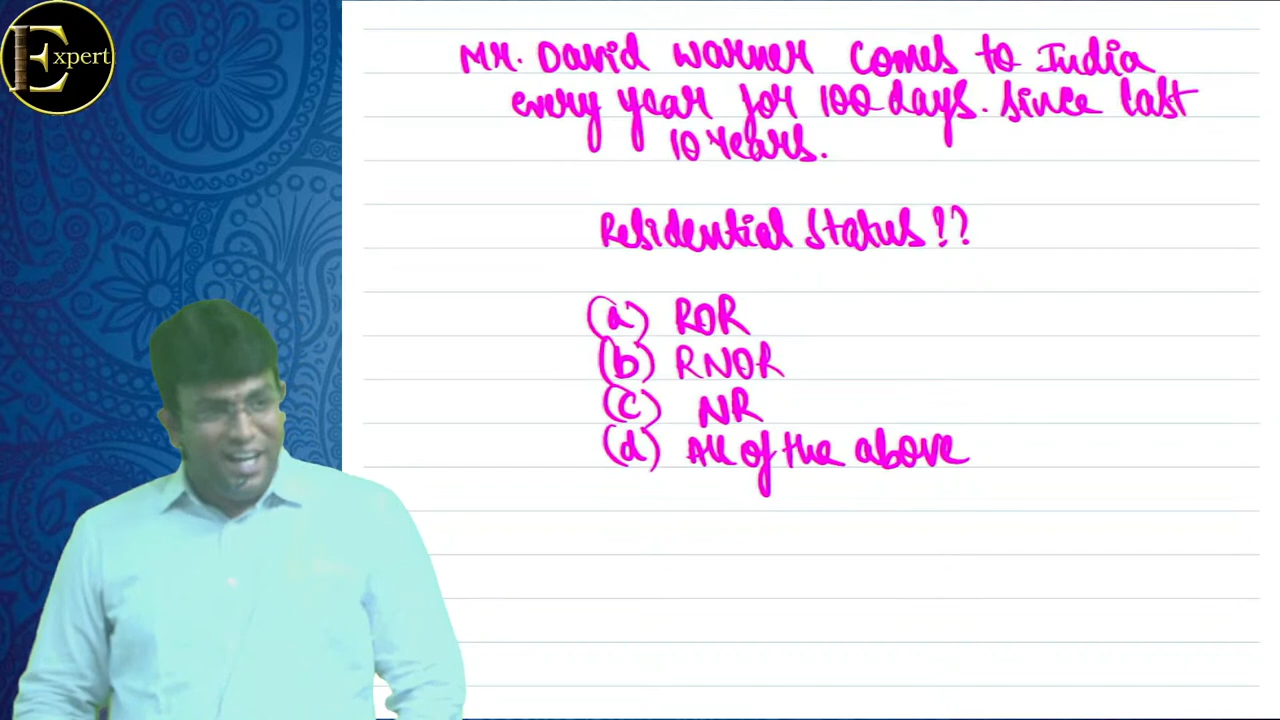 Expert
Mr. David Warner comes to India
every year for 100 days. Since last
10 Years.
Residential Status!??
(a) ROR
(b) RNOR
(c) NR
(d) All of the above